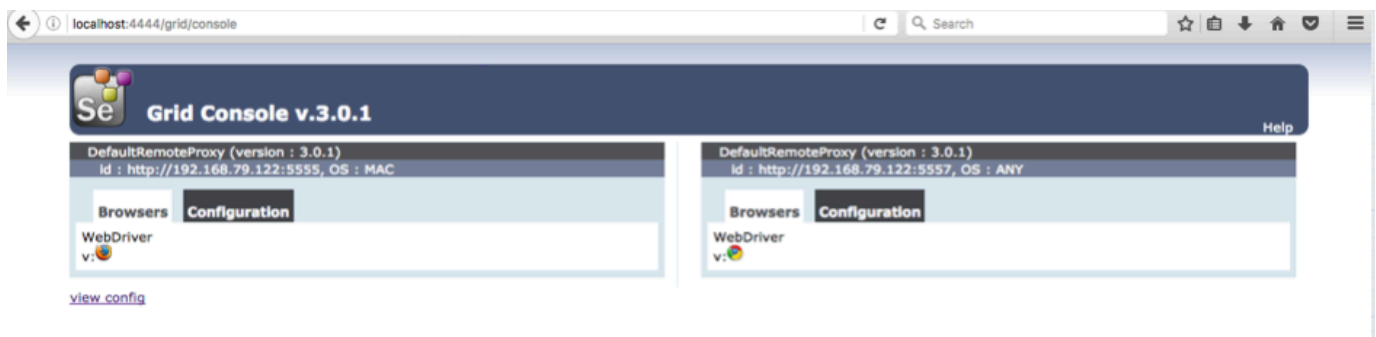 localhost:4444/grid/console
Search
Se
Grid Console v.3.0.1
Help
DefaultRemoteProxy (version : 3.0.1)
id : http://192.168.79.122:5555, OS : MAC
Browsers Configuration
WebDriver
v:
DefaultRemoteProxy (version : 3.0.1)
id : http://192.168.79.122:5557, OS : ANY
Browsers Configuration
WebDriver
v:
view config